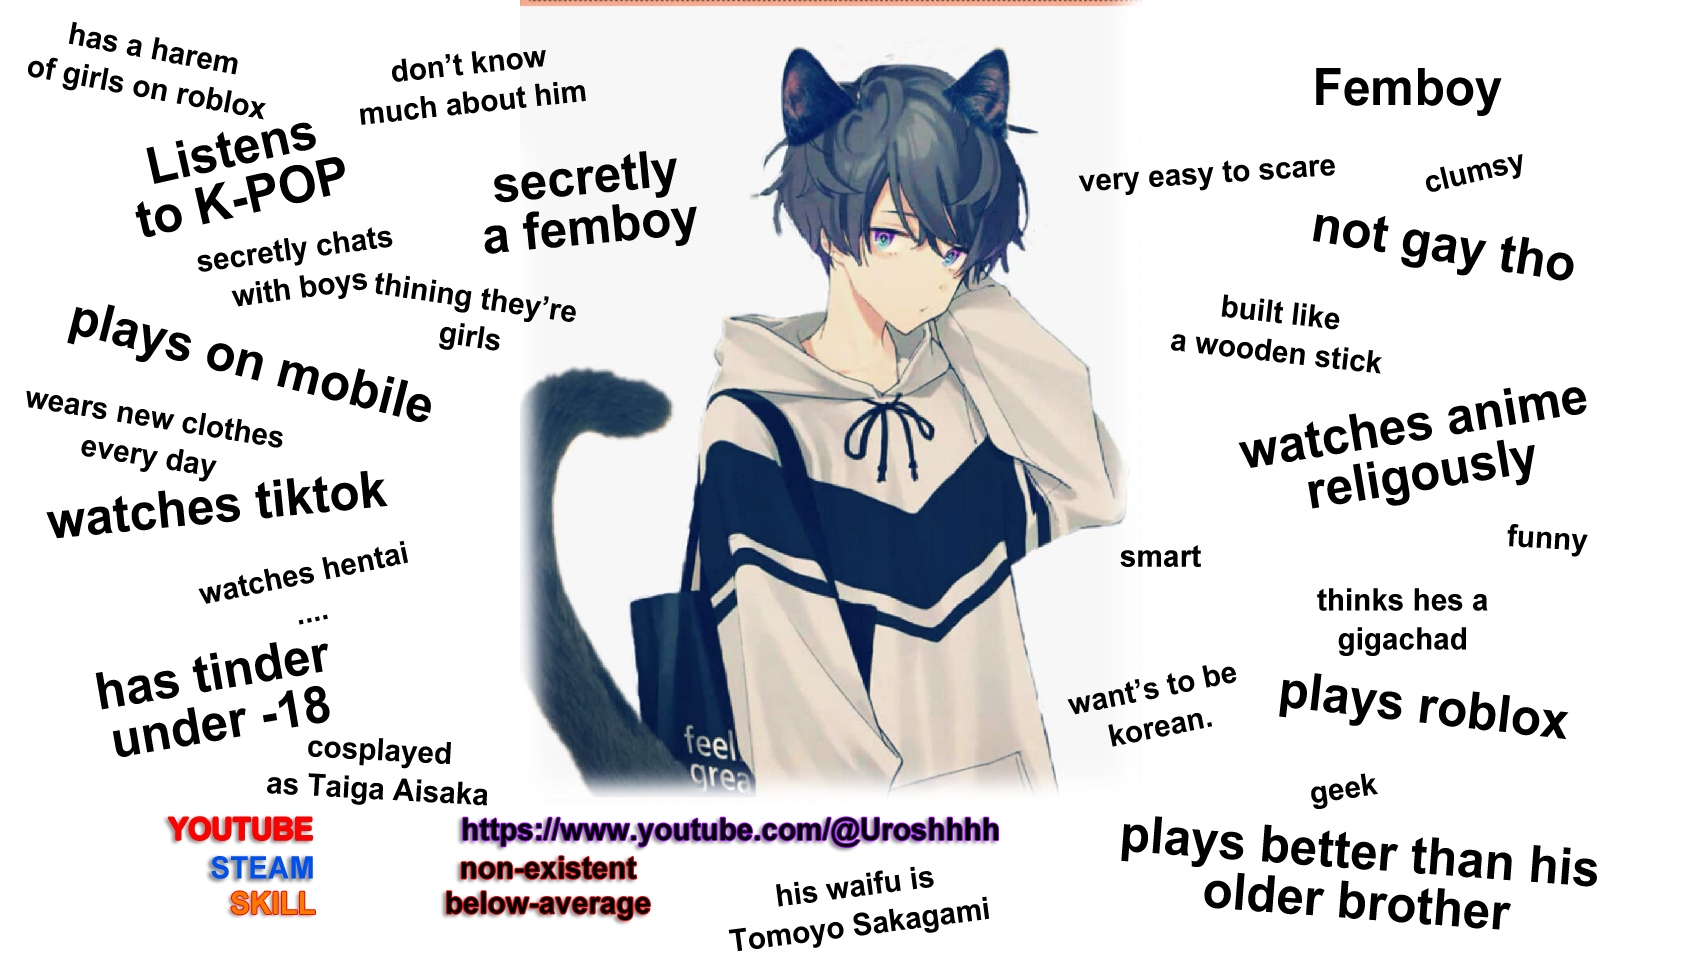 has a harem
of girls on roblox
don’t know
much about him
Listens
to K-POP
secretly
a femboy
secretly chats
with boys thining they’re
girls
plays on mobile
wears new clothes
every day
watches tiktok
watches hentai
....
has tinder
under -18
cosplayed
as Taiga Aisaka
Femboy
very easy to scare
clumsy
not gay tho
built like
a wooden stick
watches anime
religously
funny
smart
thinks hes a
gigachad
want’s to be
korean.
plays roblox
geek
plays better than his
older brother
feel
grea
YOUTUBE https://www.youtube.com/@Uroshhhh
STEAM non-existent
SKILL below-average
his waifu is
Tomoyo Sakagami